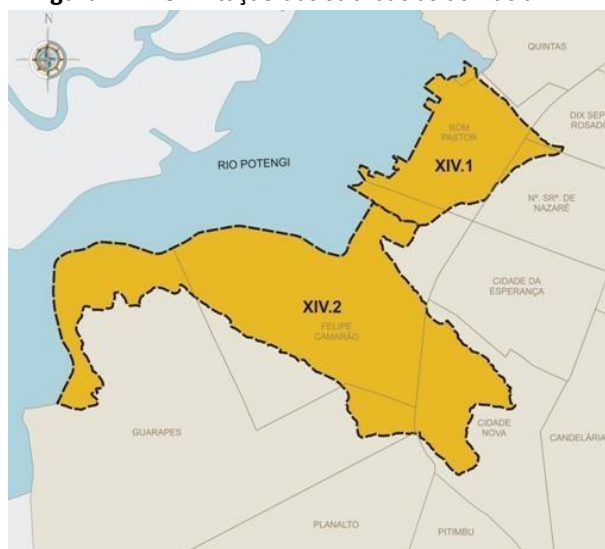 N
QUINTAS
DIX SEP
ROSADO
BOM
PASTOR
XIV.1
RIO POTENGI
Nª. SRª. DE
NAZARÉ
CIDADE DA
ESPERANÇA
XIV.2
FELIPE
CAMARÃO
GUARAPES
CIDADE
NOVA
CANDELÁRIA
PLANALTO
PITIMBU